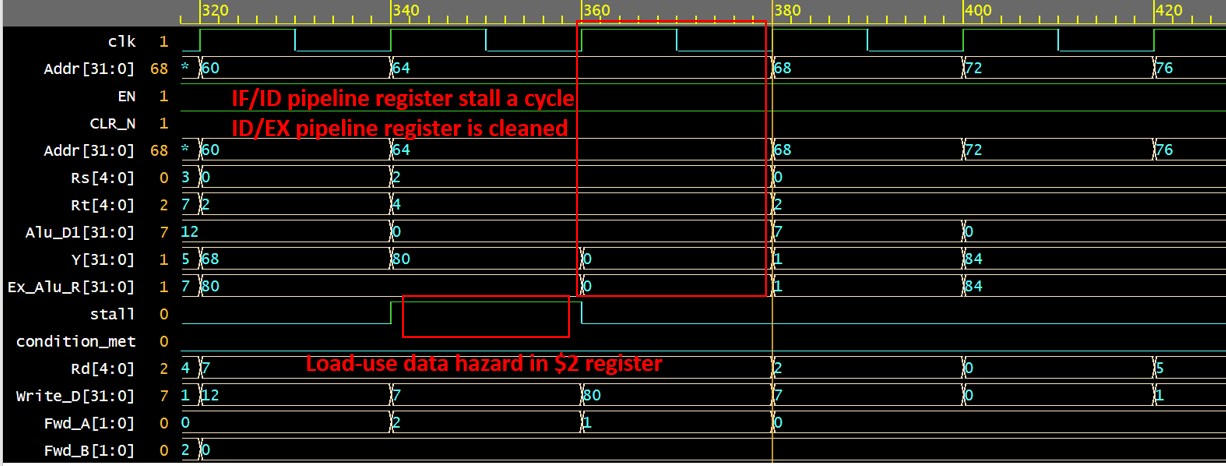 320 340 360 380 400 420
clk 1
Addr[31:0] 68 * 60 64 68 72 76
EN 1
IF/ID pipeline register stall a cycle
CLR_N 1
ID/EX pipeline register is cleaned
Addr[31:0] 68 * 60 64 68 72 76
Rs[4:0] 0 3 0 2 0
Rt[4:0] 2 7 2 4 2
Alu_D1[31:0] 7 12 0 7 0
Y[31:0] 1 5 68 80 0 1 84
Ex_Alu_R[31:0] 1 7 80 0 1 84
stall 0
condition_met 0
Load-use data hazard in $2 register
Rd[4:0] 2 4 7 2 0 5
Write_D[31:0] 7 1 12 7 80 7 0 1
Fwd_A[1:0] 0 0 2 1 0
Fwd_B[1:0] 0 2 0